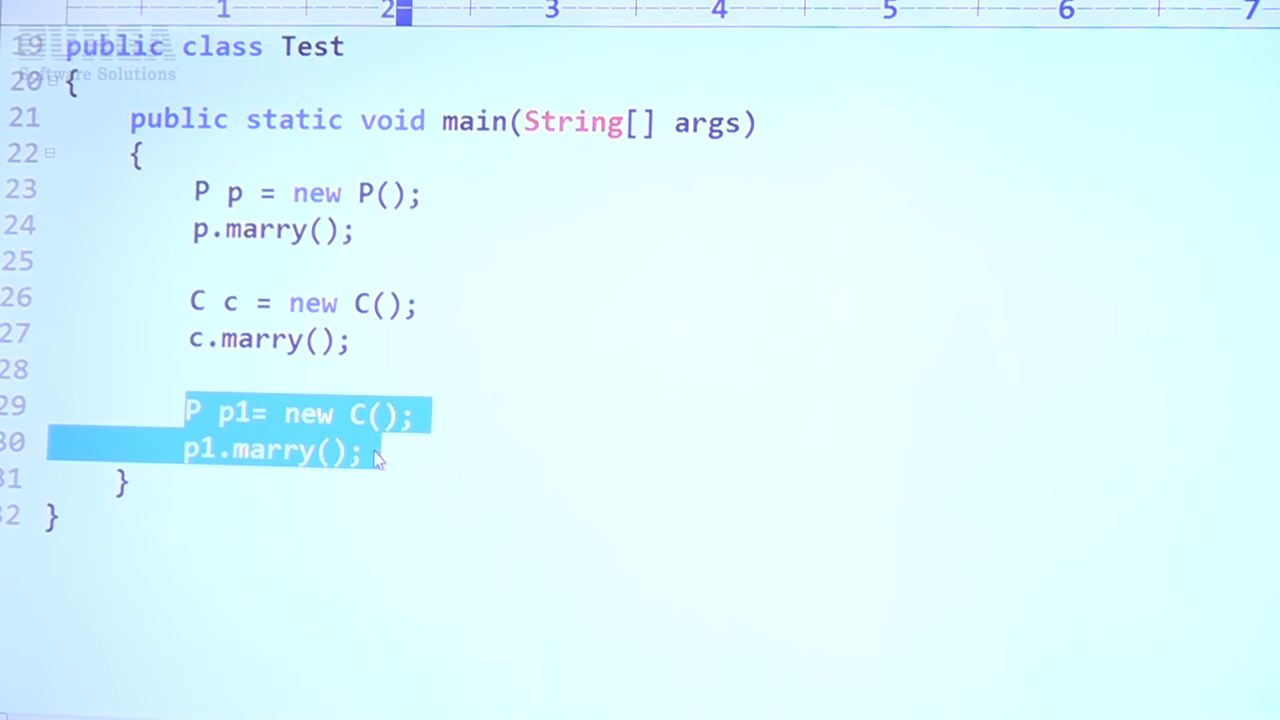 1 2 3 4 5 6 7
19 public class Test
Software Solutions
20 {
21 public static void main(String[] args)
22 {
23 P p = new P();
24 p.marry();
25
26 C c = new C();
27 c.marry();
28
29 P p1= new C();
30 p1.marry();
31 }
32 }